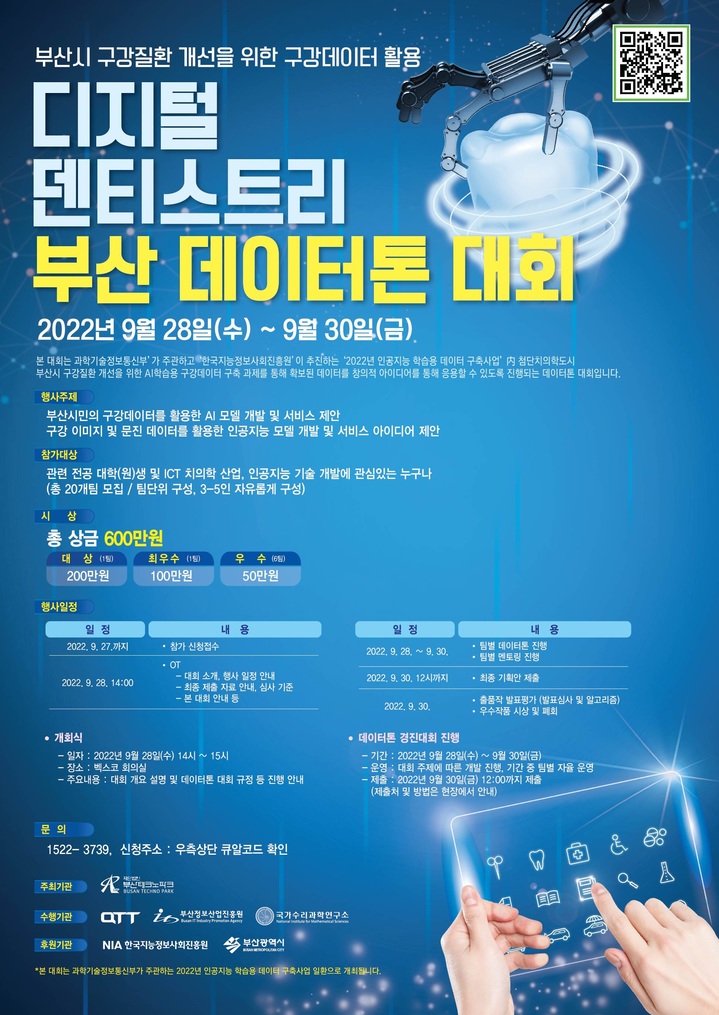 부산시 구강질환 개선을 위한 구강데이터 활용
디지털
덴티스트리
부산 데이터톤 대회
2022년 9월 28일(수) ~ 9월 30일(금)
본 대회는 과학기술정보통신부'가 주관하고 '한국지능정보사회진흥원'이 추진하는 '2022년 인공지능 학습용 데이터 구축사업' 内 첨단치의학도시
부산시 구강질환 개선을 위한 AI학습용 구강데이터 구축 과제를 통해 확보된 데이터를 창의적 아이디어를 통해 응용할 수 있도록 진행되는 데이터톤 대회입니다.
행사주제
부산시민의 구강데이터를 활용한 AI 모델 개발 및 서비스 제안
구강 이미지 및 문진 데이터를 활용한 인공지능 모델 개발 및 서비스 아이디어 제안
참가대상
관련 전공 대학(원)생 및 ICT 치의학 산업, 인공지능 기술 개발에 관심있는 누구나
(총 20개팀 모집 / 팀단위 구성, 3-5인 자유롭게 구성)
시 상
총 상금 600만원
대 상 (1팀) 최우수 (1팀) 우 수 (6팀)
200만원 100만원 50만원
행사일정
일 정 내 용
2022. 9. 27.까지 • 참가 신청접수
2022. 9. 28. 14:00 • OT
– 대회 소개, 행사 일정 안내
– 최종 제출 자료 안내, 심사 기준
– 본 대회 안내 등
일 정 내 용
2022. 9. 28. ~ 9. 30. • 팀별 데이터톤 진행
• 팀별 멘토링 진행
2022. 9. 30. 12시까지 • 최종 기획안 제출
2022. 9. 30. • 출품작 발표평가 (발표심사 및 알고리즘)
• 우수작품 시상 및 폐회
• 개회식
– 일자 : 2022년 9월 28일(수) 14시 ~ 15시
– 장소 : 벡스코 회의실
– 주요내용 : 대회 개요 설명 및 데이터톤 대회 규정 등 진행 안내
• 데이터톤 경진대회 진행
– 기간 : 2022년 9월 28일(수) ~ 9월 30일(금)
– 운영 : 대회 주제에 따른 개발 진행, 기간 중 팀별 자율 운영
– 제출 : 2022년 9월 30일(금) 12:00까지 제출
(제출처 및 방법은 현장에서 안내)
문 의
1522- 3739, 신청주소 : 우측상단 큐알코드 확인
주최기관 재단법인 부산테크노파크 BUSAN TECHNO PARK
수행기관 QTT 부산정보산업진흥원 Busan IT Industry Promotion Agency 국가수리과학연구소 National Institute for Mathematical Sciences
후원기관 NIA 한국지능정보사회진흥원 부산광역시 BUSAN METROPOLITAN CITY
*본 대회는 과학기술정보통신부가 주관하는 2022년 인공지능 학습용 데이터 구축사업 일환으로 개최됩니다.